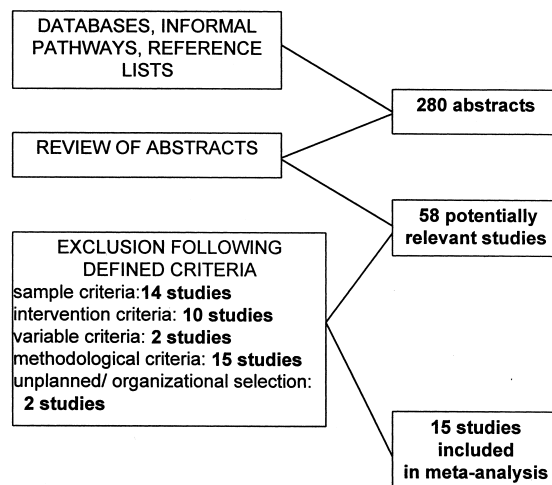 DATABASES, INFORMAL
PATHWAYS, REFERENCE
LISTS
280 abstracts
REVIEW OF ABSTRACTS
58 potentially
relevant studies
EXCLUSION FOLLOWING
DEFINED CRITERIA
sample criteria:14 studies
intervention criteria: 10 studies
variable criteria: 2 studies
methodological criteria: 15 studies
unplanned/ organizational selection:
2 studies
15 studies
included
in meta-analysis